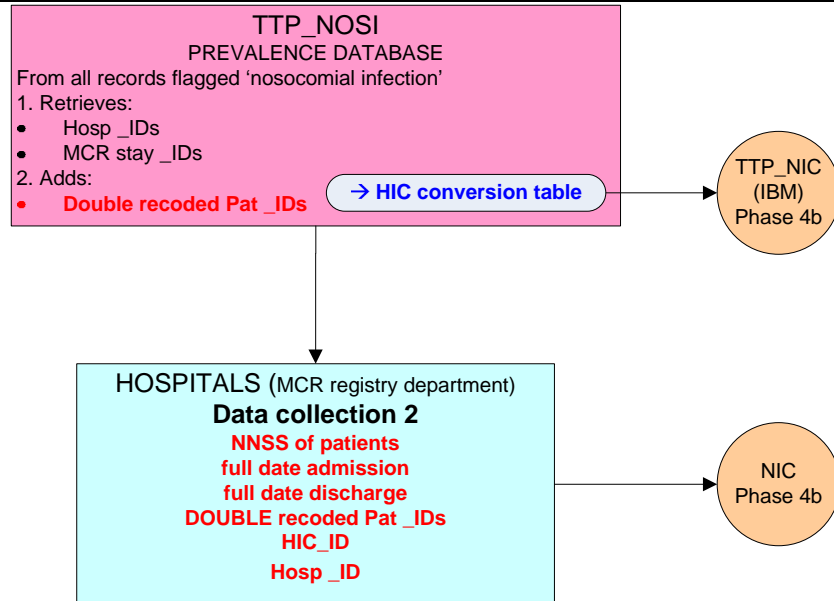 TTP_NOSI
PREVALENCE DATABASE
From all records flagged ‘nosocomial infection’
1. Retrieves:
• Hosp _IDs
• MCR stay _IDs
2. Adds:
• Double recoded Pat _IDs
→ HIC conversion table
TTP_NIC
(IBM)
Phase 4b
HOSPITALS (MCR registry department)
Data collection 2
NNSS of patients
full date admission
full date discharge
DOUBLE recoded Pat _IDs
HIC_ID
Hosp _ID
NIC
Phase 4b